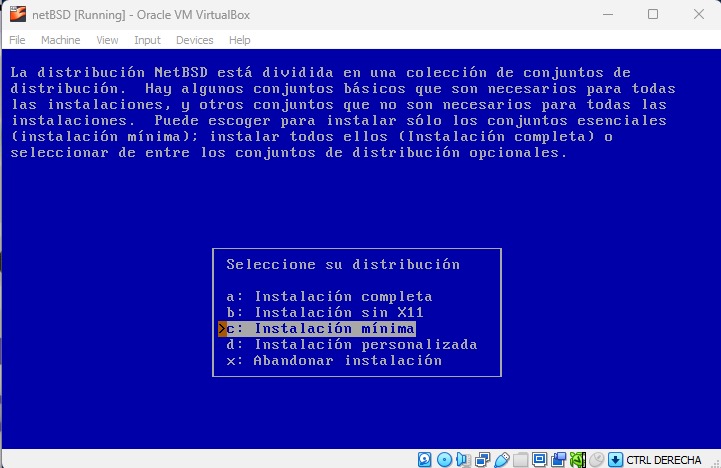 netBSD [Running] - Oracle VM VirtualBox
File Machine View Input Devices Help
La distribución NetBSD está dividida en una colección de conjuntos de
distribución.  Hay algunos conjuntos básicos que son necesarios para todas
las instalaciones, y otros conjuntos que no son necesarios para todas las
instalaciones.  Puede escoger para instalar sólo los conjuntos esenciales
(instalación mínima); instalar todos ellos (Instalación completa) o
seleccionar de entre los conjuntos de distribución opcionales.
Seleccione su distribución
a: Instalación completa
b: Instalación sin X11
>c: Instalación mínima
d: Instalación personalizada
x: Abandonar instalación
CTRL DERECHA